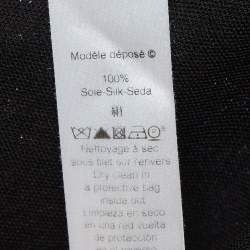 Modèle déposé ©
100%
Soie-Silk-Seda
Nettoyage à sec
sous filet sur l'envers
Dry clean in
a protective bag
inside out
Limpieza en seco
en una red vuelta
de protección